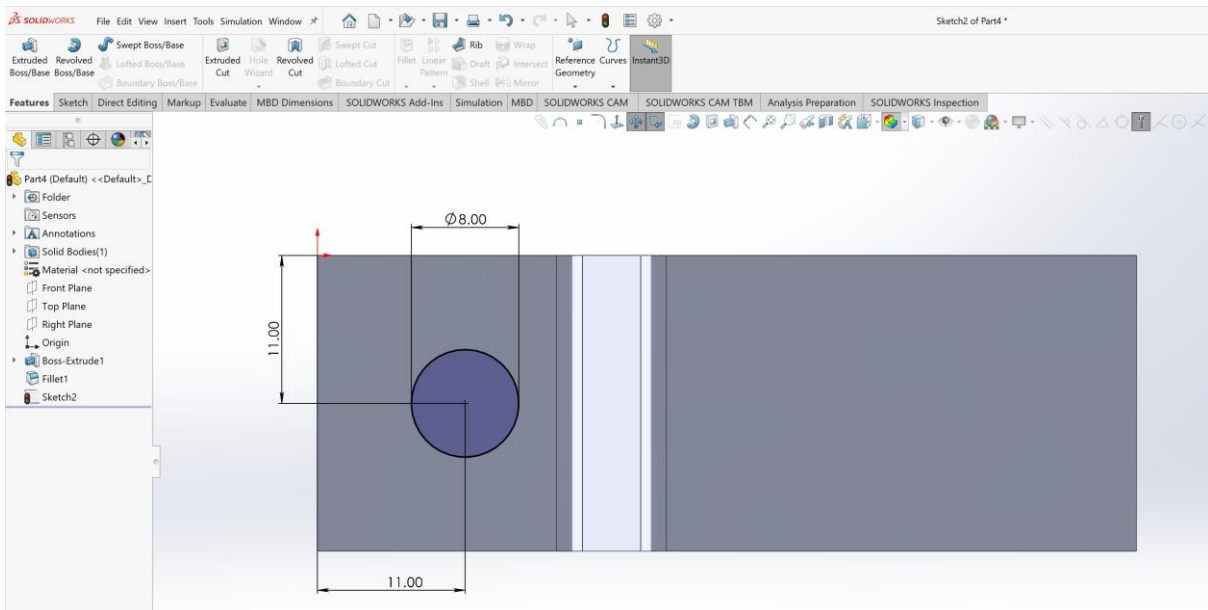 SOLIDWORKS File Edit View Insert Tools Simulation Window Sketch2 of Part4 *
Extruded Boss/Base
Revolved Boss/Base
Swept Boss/Base
Lofted Boss/Base
Boundary Boss/Base
Extruded Cut
Hole Wizard
Revolved Cut
Swept Cut
Lofted Cut
Boundary Cut
Fillet
Linear Pattern
Rib
Draft
Shell
Wrap
Intersect
Mirror
Reference Geometry
Curves
Instant3D
Features Sketch Direct Editing Markup Evaluate MBD Dimensions SOLIDWORKS Add-Ins Simulation MBD SOLIDWORKS CAM SOLIDWORKS CAM TBM Analysis Preparation SOLIDWORKS Inspection
Part4 (Default) <<Default>_D
Folder
Sensors
Annotations
Solid Bodies(1)
Material <not specified>
Front Plane
Top Plane
Right Plane
Origin
Boss-Extrude1
Fillet1
Sketch2
Ø8.00
11.00
11.00